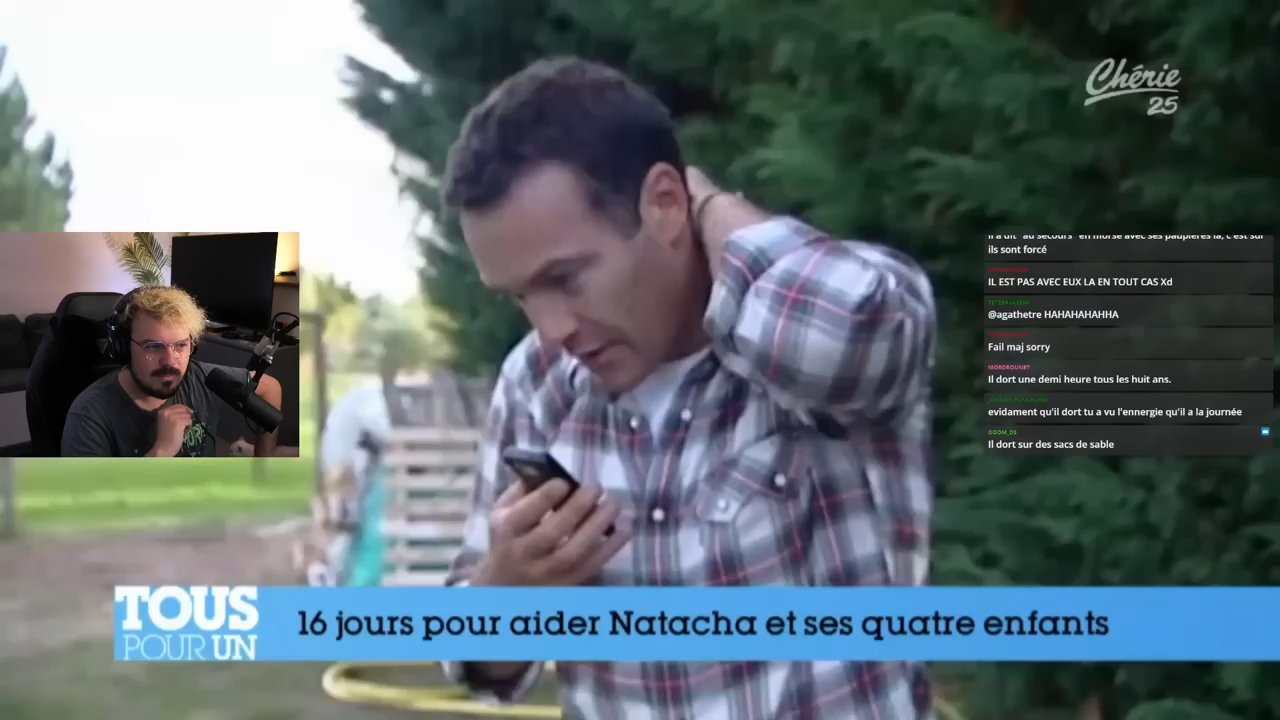 Chérie
25
ils sont forcé
IL EST PAS AVEC EUX LA EN TOUT CAS Xd
@agathetre HAHAHAHAHHA
Fail maj sorry
MORDROUNET
Il dort une demi heure tous les huit ans.
evidament qu'il dort tu a vu l'ennergie qu'il a la journée
DOOM_DS
Il dort sur des sacs de sable
TOUS
POUR UN
16 jours pour aider Natacha et ses quatre enfants